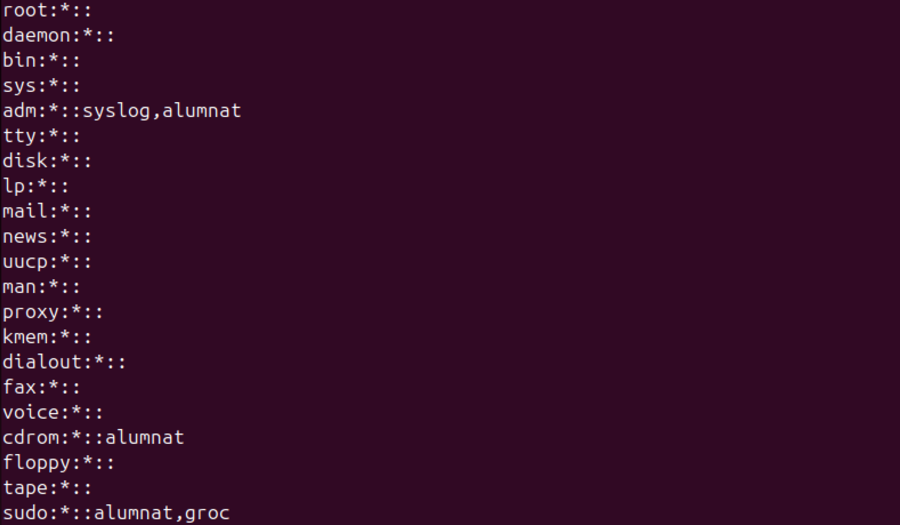 root:*::
daemon:*::
bin:*::
sys:*::
adm:*::syslog,alumnat
tty:*::
disk:*::
lp:*::
mail:*::
news:*::
uucp:*::
man:*::
proxy:*::
kmem:*::
dialout:*::
fax:*::
voice:*::
cdrom:*::alumnat
floppy:*::
tape:*::
sudo:*::alumnat,groc